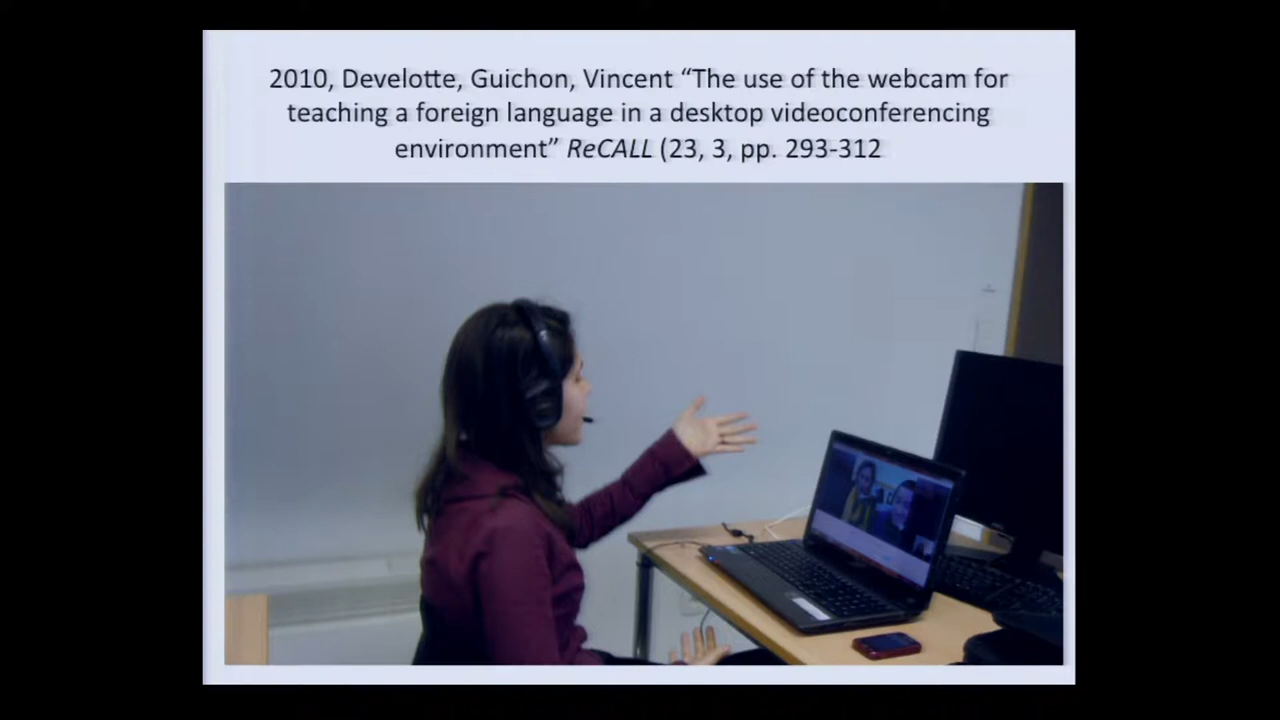 2010, Develotte, Guichon, Vincent “The use of the webcam for
teaching a foreign language in a desktop videoconferencing
environment” ReCALL (23, 3, pp. 293-312